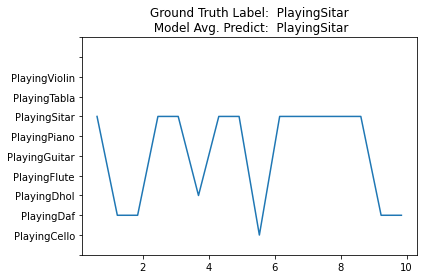 Ground Truth Label:  PlayingSitar
Model Avg. Predict:  PlayingSitar
PlayingViolin
PlayingTabla
PlayingSitar
PlayingPiano
PlayingGuitar
PlayingFlute
PlayingDhol
PlayingDaf
PlayingCello
2 4 6 8 10